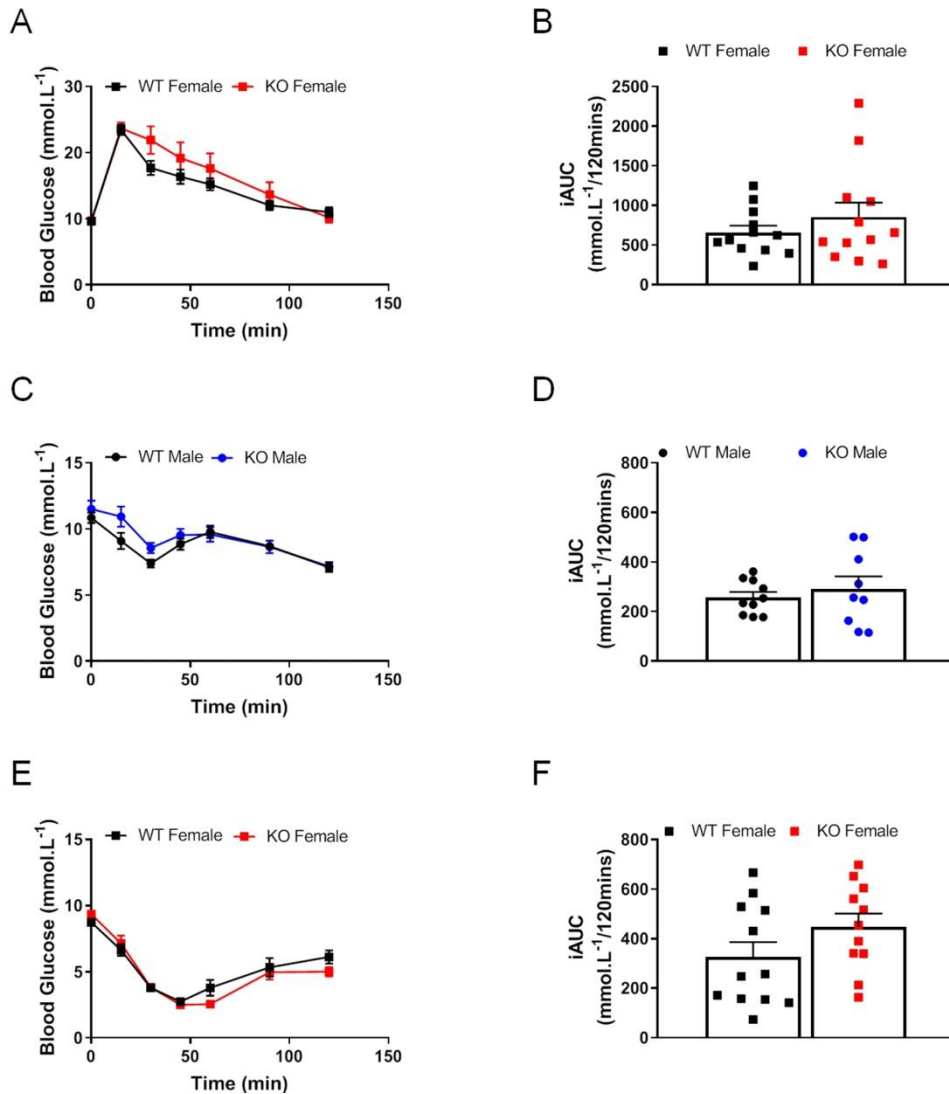 A
WT Female KO Female
Blood Glucose (mmol.L⁻¹)
30
20
10
0
0 50 100 150
Time (min)
B
WT Female KO Female
iAUC
(mmol.L⁻¹/120mins)
2500
2000
1500
1000
500
0
C
WT Male KO Male
Blood Glucose (mmol.L⁻¹)
15
10
5
0
0 50 100 150
Time (min)
D
WT Male KO Male
iAUC
(mmol.L⁻¹/120mins)
800
600
400
200
0
E
WT Female KO Female
Blood Glucose (mmol.L⁻¹)
15
10
5
0
0 50 100 150
Time (min)
F
WT Female KO Female
iAUC
(mmol.L⁻¹/120mins)
800
600
400
200
0